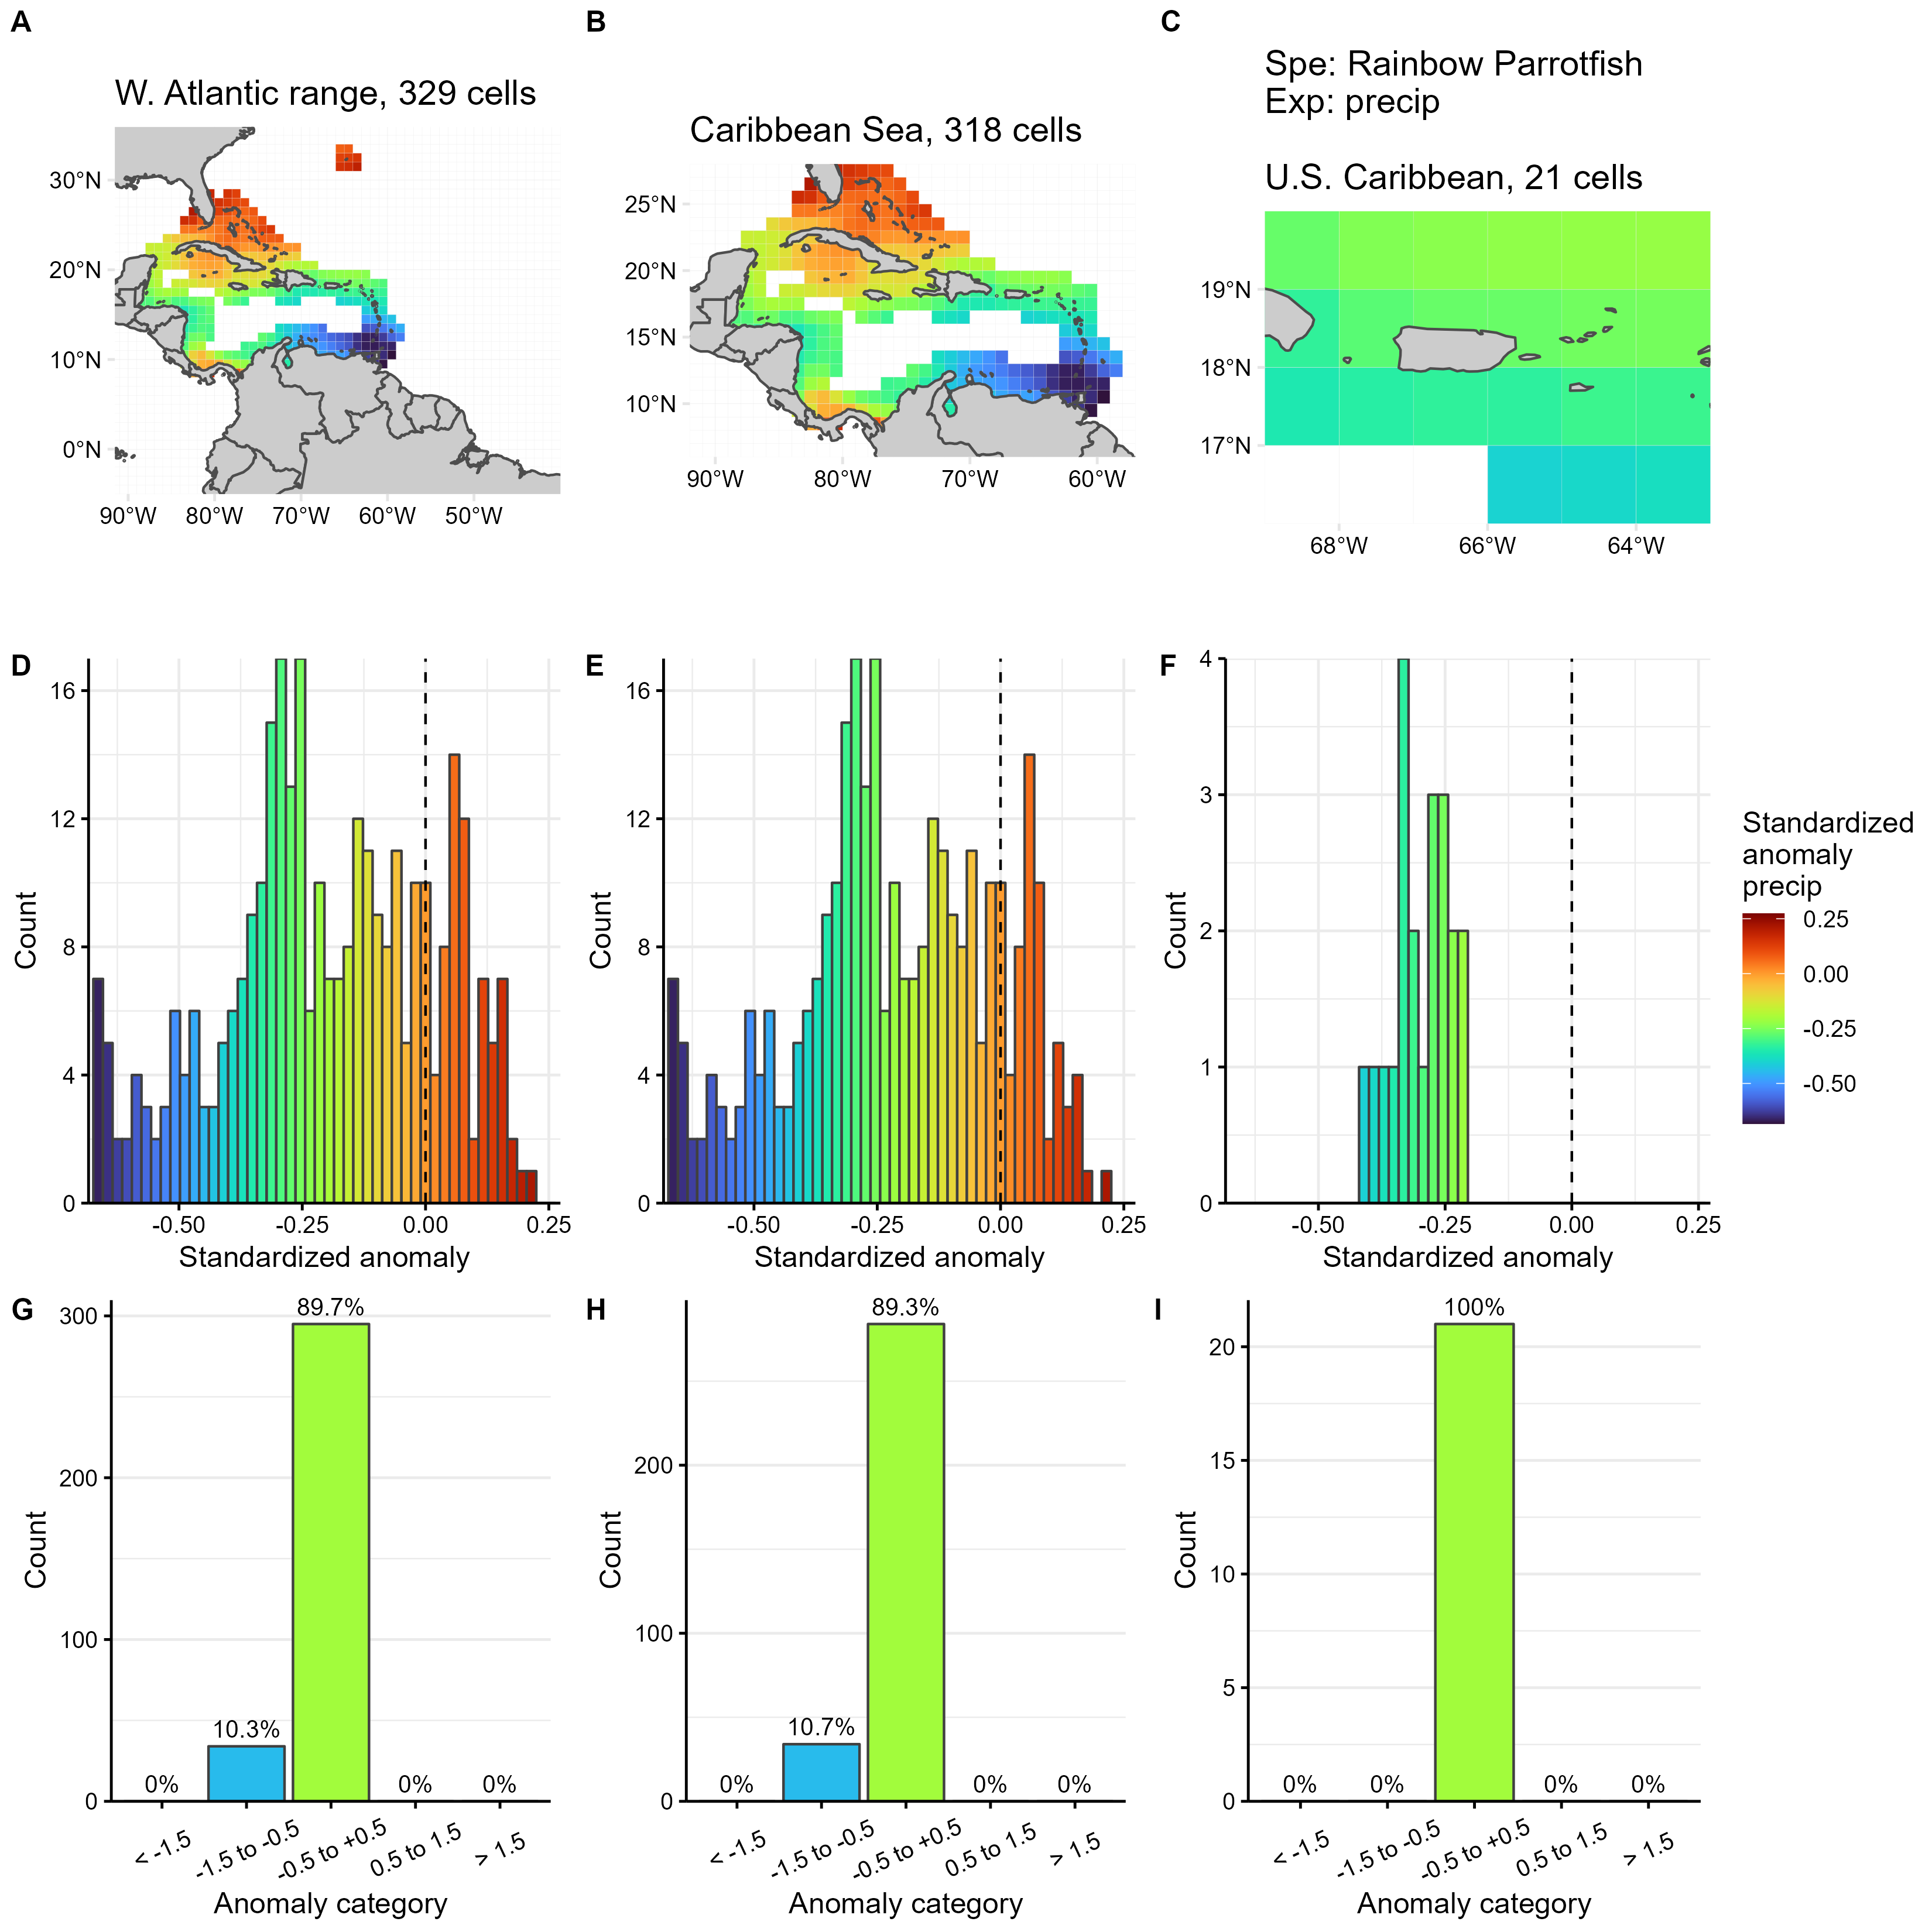 A
B
C
W. Atlantic range, 329 cells
Caribbean Sea, 318 cells
Spe: Rainbow Parrotfish
Exp: precip
U.S. Caribbean, 21 cells
30°N
20°N
10°N
0°N
90°W 80°W 70°W 60°W 50°W
25°N
20°N
15°N
10°N
90°W 80°W 70°W 60°W
19°N
18°N
17°N
68°W 66°W 64°W
D
16
12
8
4
0
Count
-0.50 -0.25 0.00 0.25
Standardized anomaly
E
16
12
8
4
0
Count
-0.50 -0.25 0.00 0.25
Standardized anomaly
F
4
3
2
1
0
Count
-0.50 -0.25 0.00 0.25
Standardized anomaly
Standardized
anomaly
precip
0.25
0.00
-0.25
-0.50
G
300
200
100
0
Count
0% 10.3% 89.7% 0% 0%
< -1.5 -1.5 to -0.5 -0.5 to +0.5 0.5 to 1.5 > 1.5
Anomaly category
H
200
100
0
Count
0% 10.7% 89.3% 0% 0%
< -1.5 -1.5 to -0.5 -0.5 to +0.5 0.5 to 1.5 > 1.5
Anomaly category
I
20
15
10
5
0
Count
0% 0% 100% 0% 0%
< -1.5 -1.5 to -0.5 -0.5 to +0.5 0.5 to 1.5 > 1.5
Anomaly category